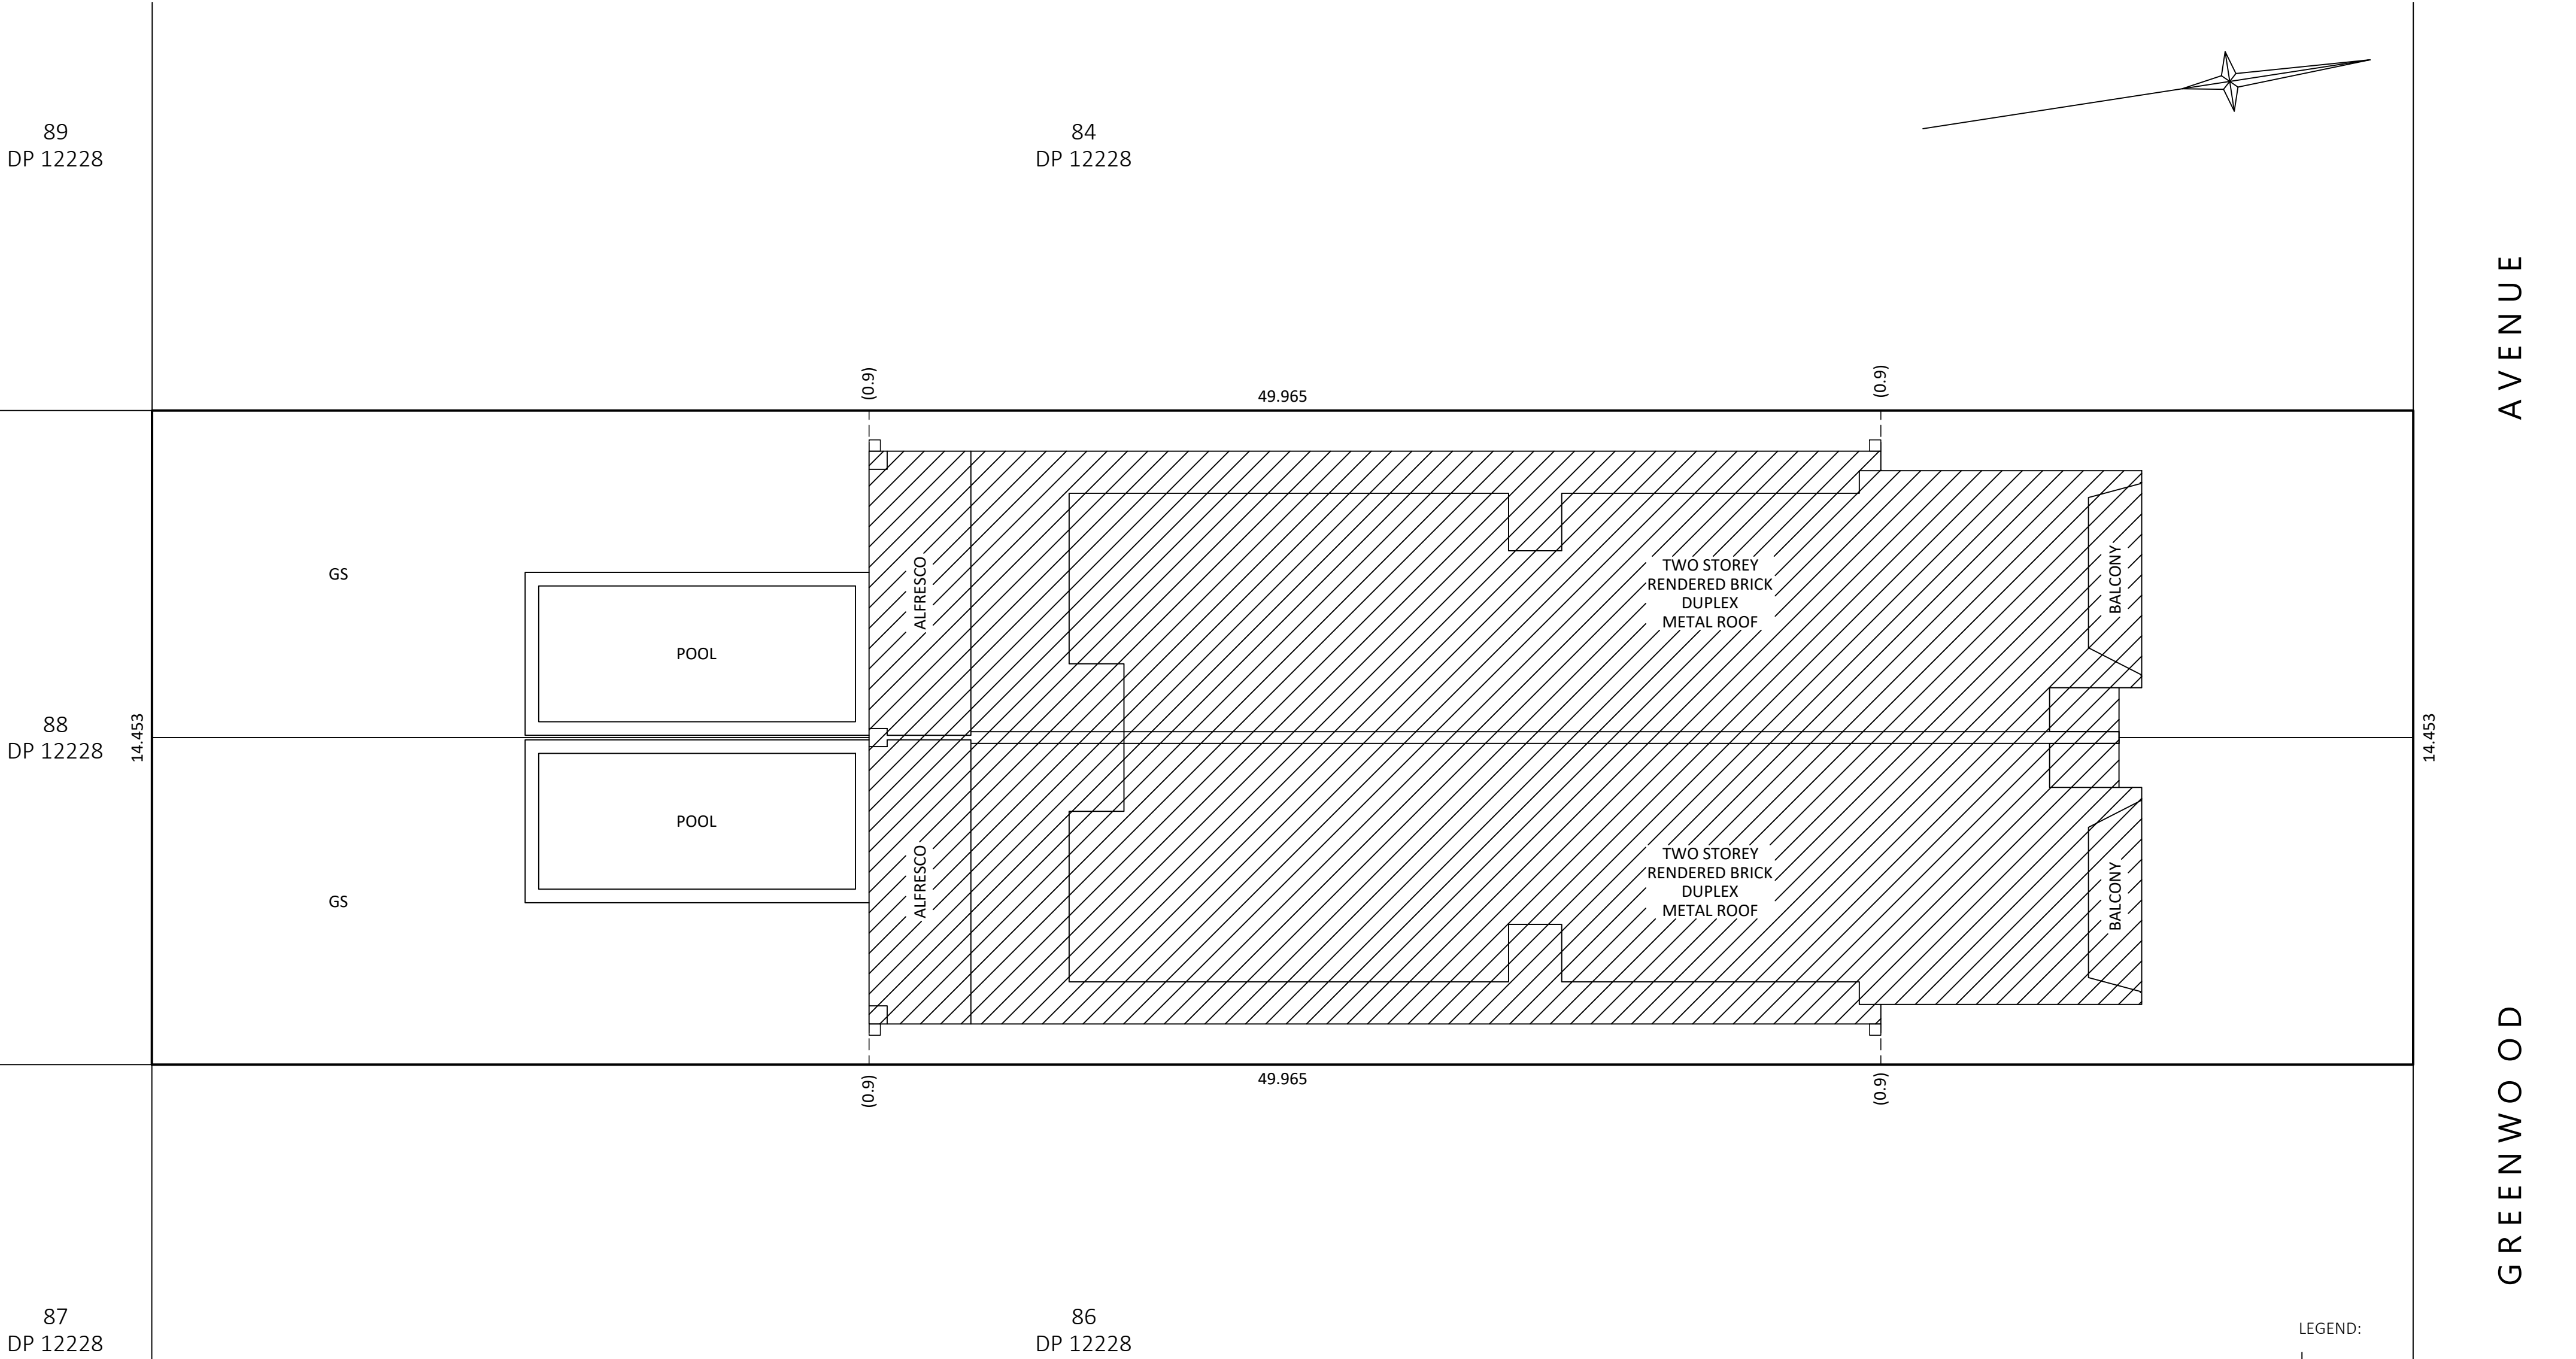 89
DP 12228
84
DP 12228
AVENUE
(0.9)
49.965
(0.9)
GS
POOL
ALFRESCO
TWO STOREY
RENDERED BRICK
DUPLEX
METAL ROOF
BALCONY
88
DP 12228
14.453
14.453
GS
POOL
ALFRESCO
TWO STOREY
RENDERED BRICK
DUPLEX
METAL ROOF
BALCONY
(0.9)
49.965
(0.9)
GREENWOOD
87
DP 12228
86
DP 12228
LEGEND: